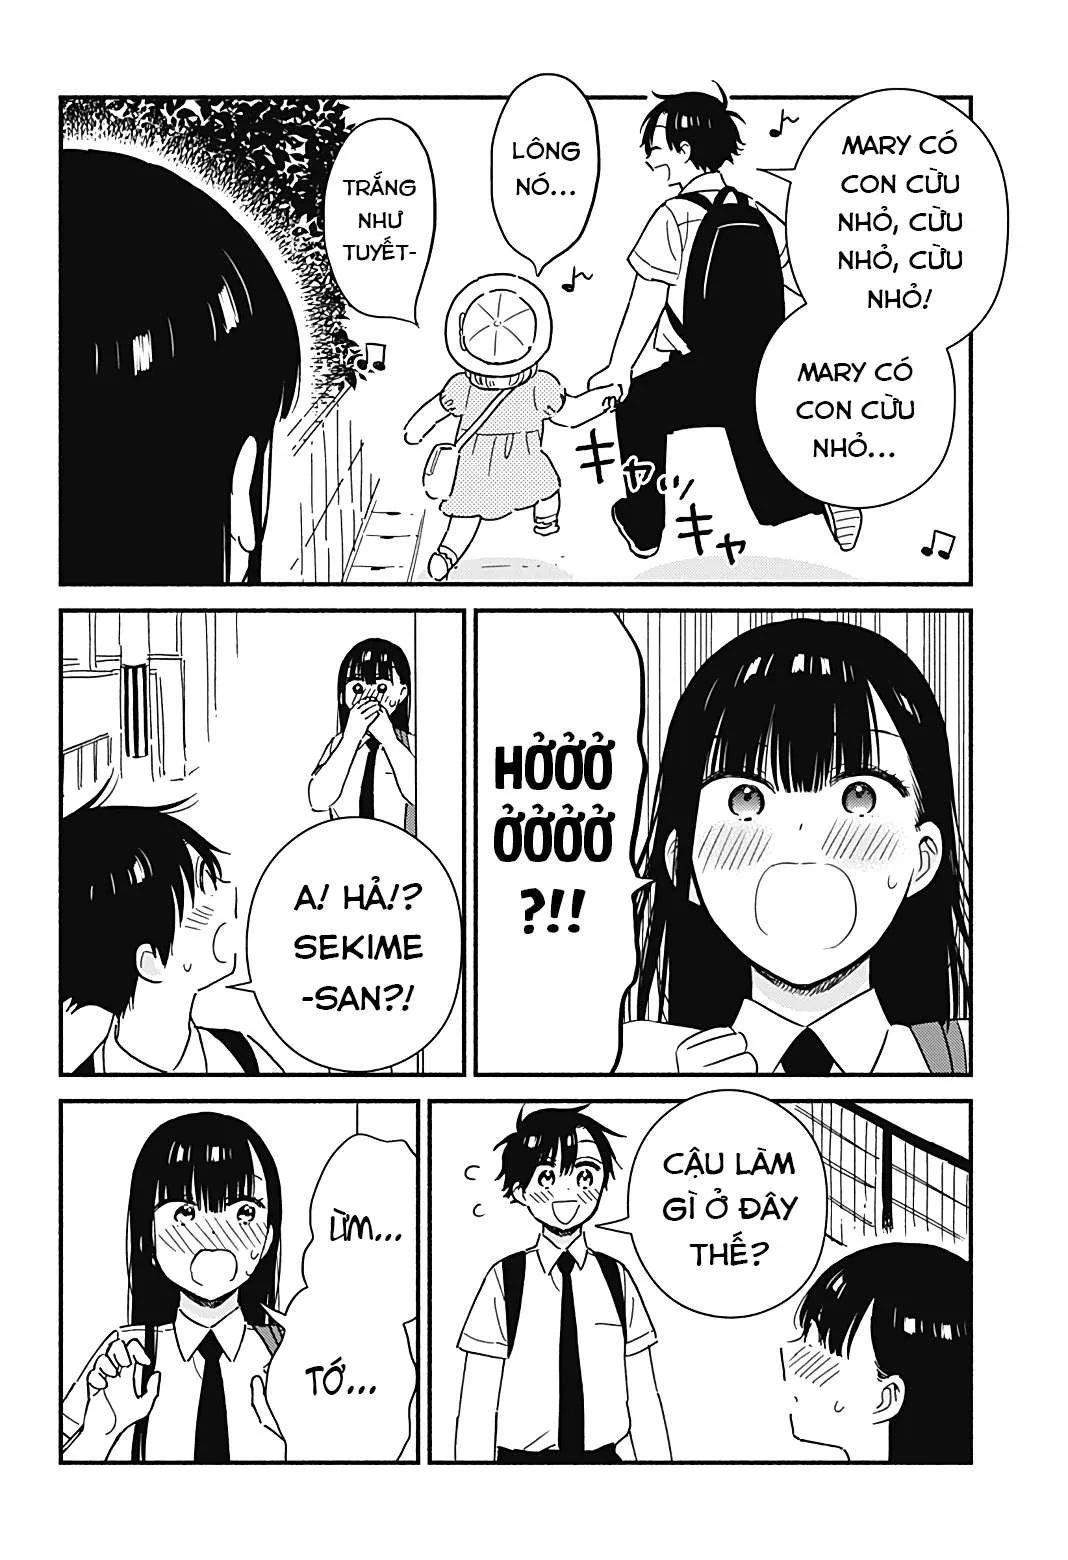 MARY CÓ
CON CỪU
NHỎ, CỪU
NHỎ, CỪU
NHỎ!
MARY CÓ
CON CỪU
NHỎ...
LÔNG
NÓ...
TRẮNG
NHƯ
TUYẾT-
キャッ
キャ
HỞỞỞ
ỞỞỞỞ
?!!
A! HẢ!?
SEKIME
-SAN?!
CẬU LÀM
GÌ Ở ĐÂY
THẾ?
ỪM...
TỚ...